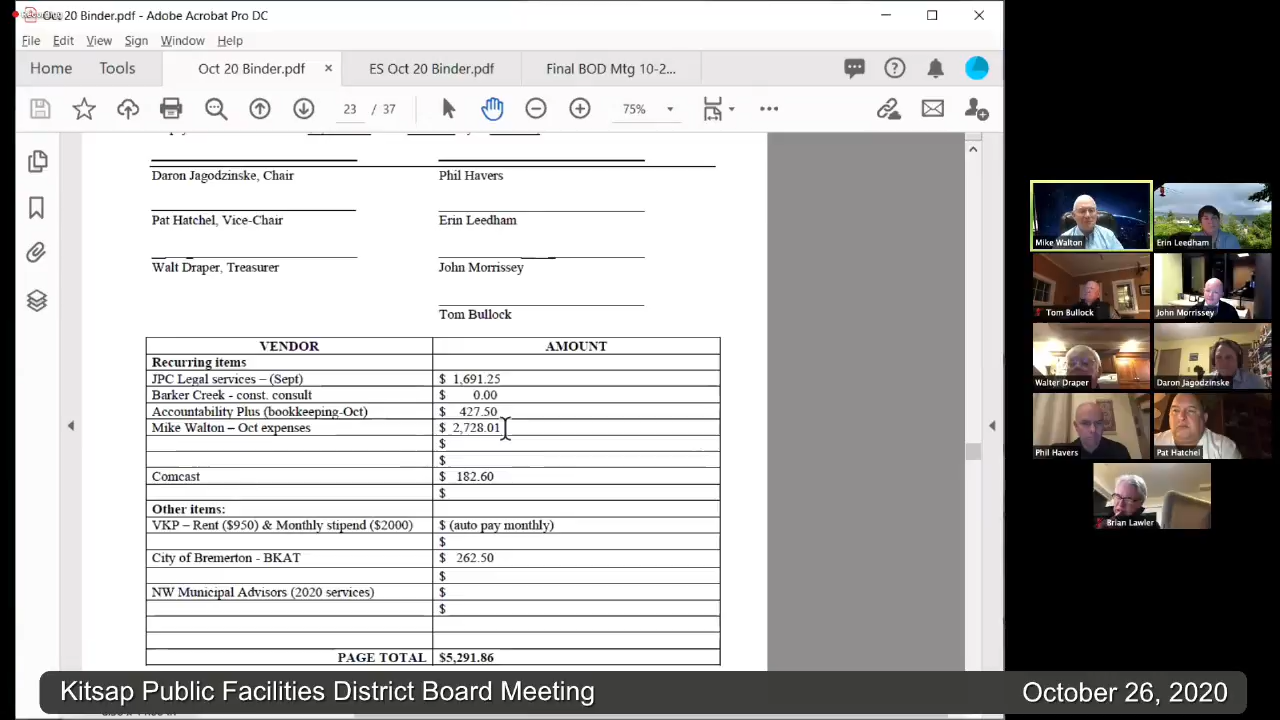 Oct 20 Binder.pdf - Adobe Acrobat Pro DC
File Edit View Sign Window Help
Home Tools Oct 20 Binder.pdf × ES Oct 20 Binder.pdf Final BOD Mtg 10-2...
23 / 37 75%
Daron Jagodzinske, Chair Phil Havers
Pat Hatchel, Vice-Chair Erin Leedham
Walt Draper, Treasurer John Morrissey
Tom Bullock
VENDOR AMOUNT
Recurring items
JPC Legal services – (Sept) $ 1,691.25
Barker Creek - const. consult $ 0.00
Accountability Plus (bookkeeping-Oct) $ 427.50
Mike Walton – Oct expenses $ 2,728.01
$
$
Comcast $ 182.60
$
Other items:
VKP – Rent ($950) & Monthly stipend ($2000) $ (auto pay monthly)
$
City of Bremerton - BKAT $ 262.50
$
NW Municipal Advisors (2020 services) $
$
PAGE TOTAL $5,291.86
Mike Walton Erin Leedham
Tom Bullock John Morrissey
Walter Draper Daron Jagodzinske
Phil Havers Pat Hatchel
Brian Lawler
Kitsap Public Facilities District Board Meeting October 26, 2020